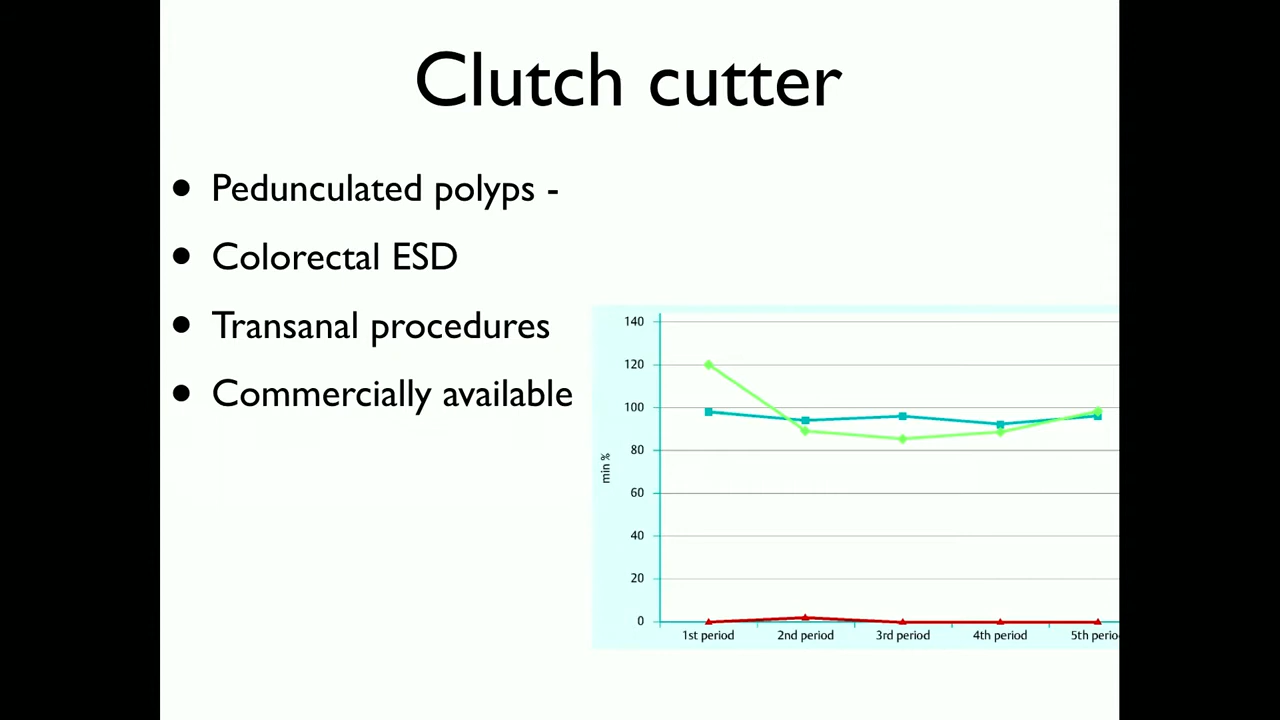 Clutch cutter
• Pedunculated polyps -
• Colorectal ESD
• Transanal procedures
• Commercially available
140
120
100
80
60
40
20
0
min %
1st period 2nd period 3rd period 4th period 5th perio